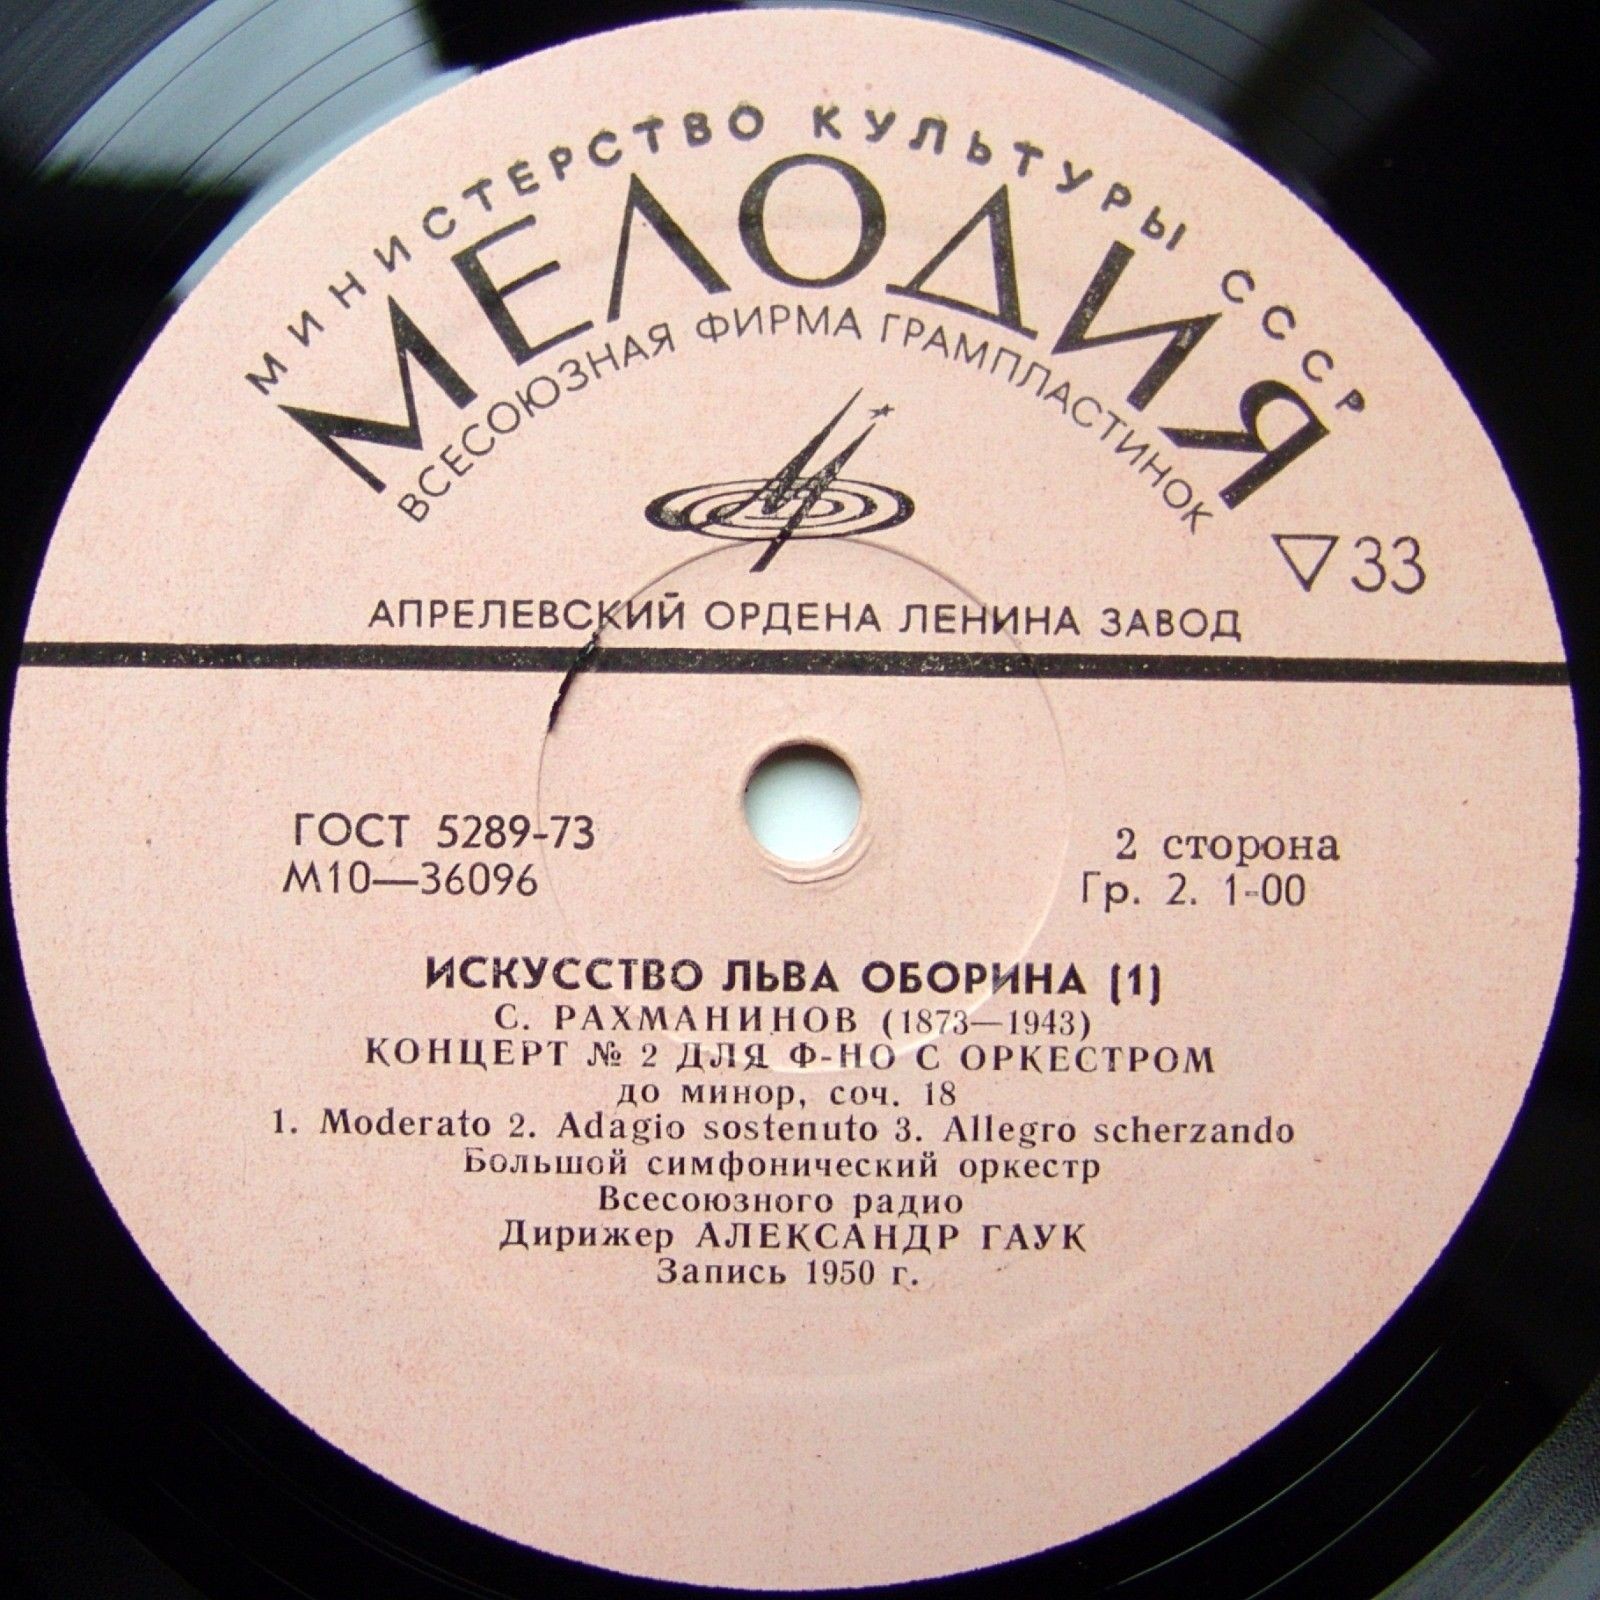 МИНИСТЕРСТВО КУЛЬТУРЫ СССР
МЕЛОДИЯ
ВСЕСОЮЗНАЯ ФИРМА ГРАМПЛАСТИНОК
▽33
АПРЕЛЕВСКИЙ ОРДЕНА ЛЕНИНА ЗАВОД
ГОСТ 5289-73
М10—36096
2 сторона
Гр. 2. 1-00
ИСКУССТВО ЛЬВА ОБОРИНА (1)
С. РАХМАНИНОВ (1873—1943)
КОНЦЕРТ № 2 ДЛЯ Ф-НО С ОРКЕСТРОМ
до минор, соч. 18
1. Moderato 2. Adagio sostenuto 3. Allegro scherzando
Большой симфонический оркестр
Всесоюзного радио
Дирижер АЛЕКСАНДР ГАУК
Запись 1950 г.